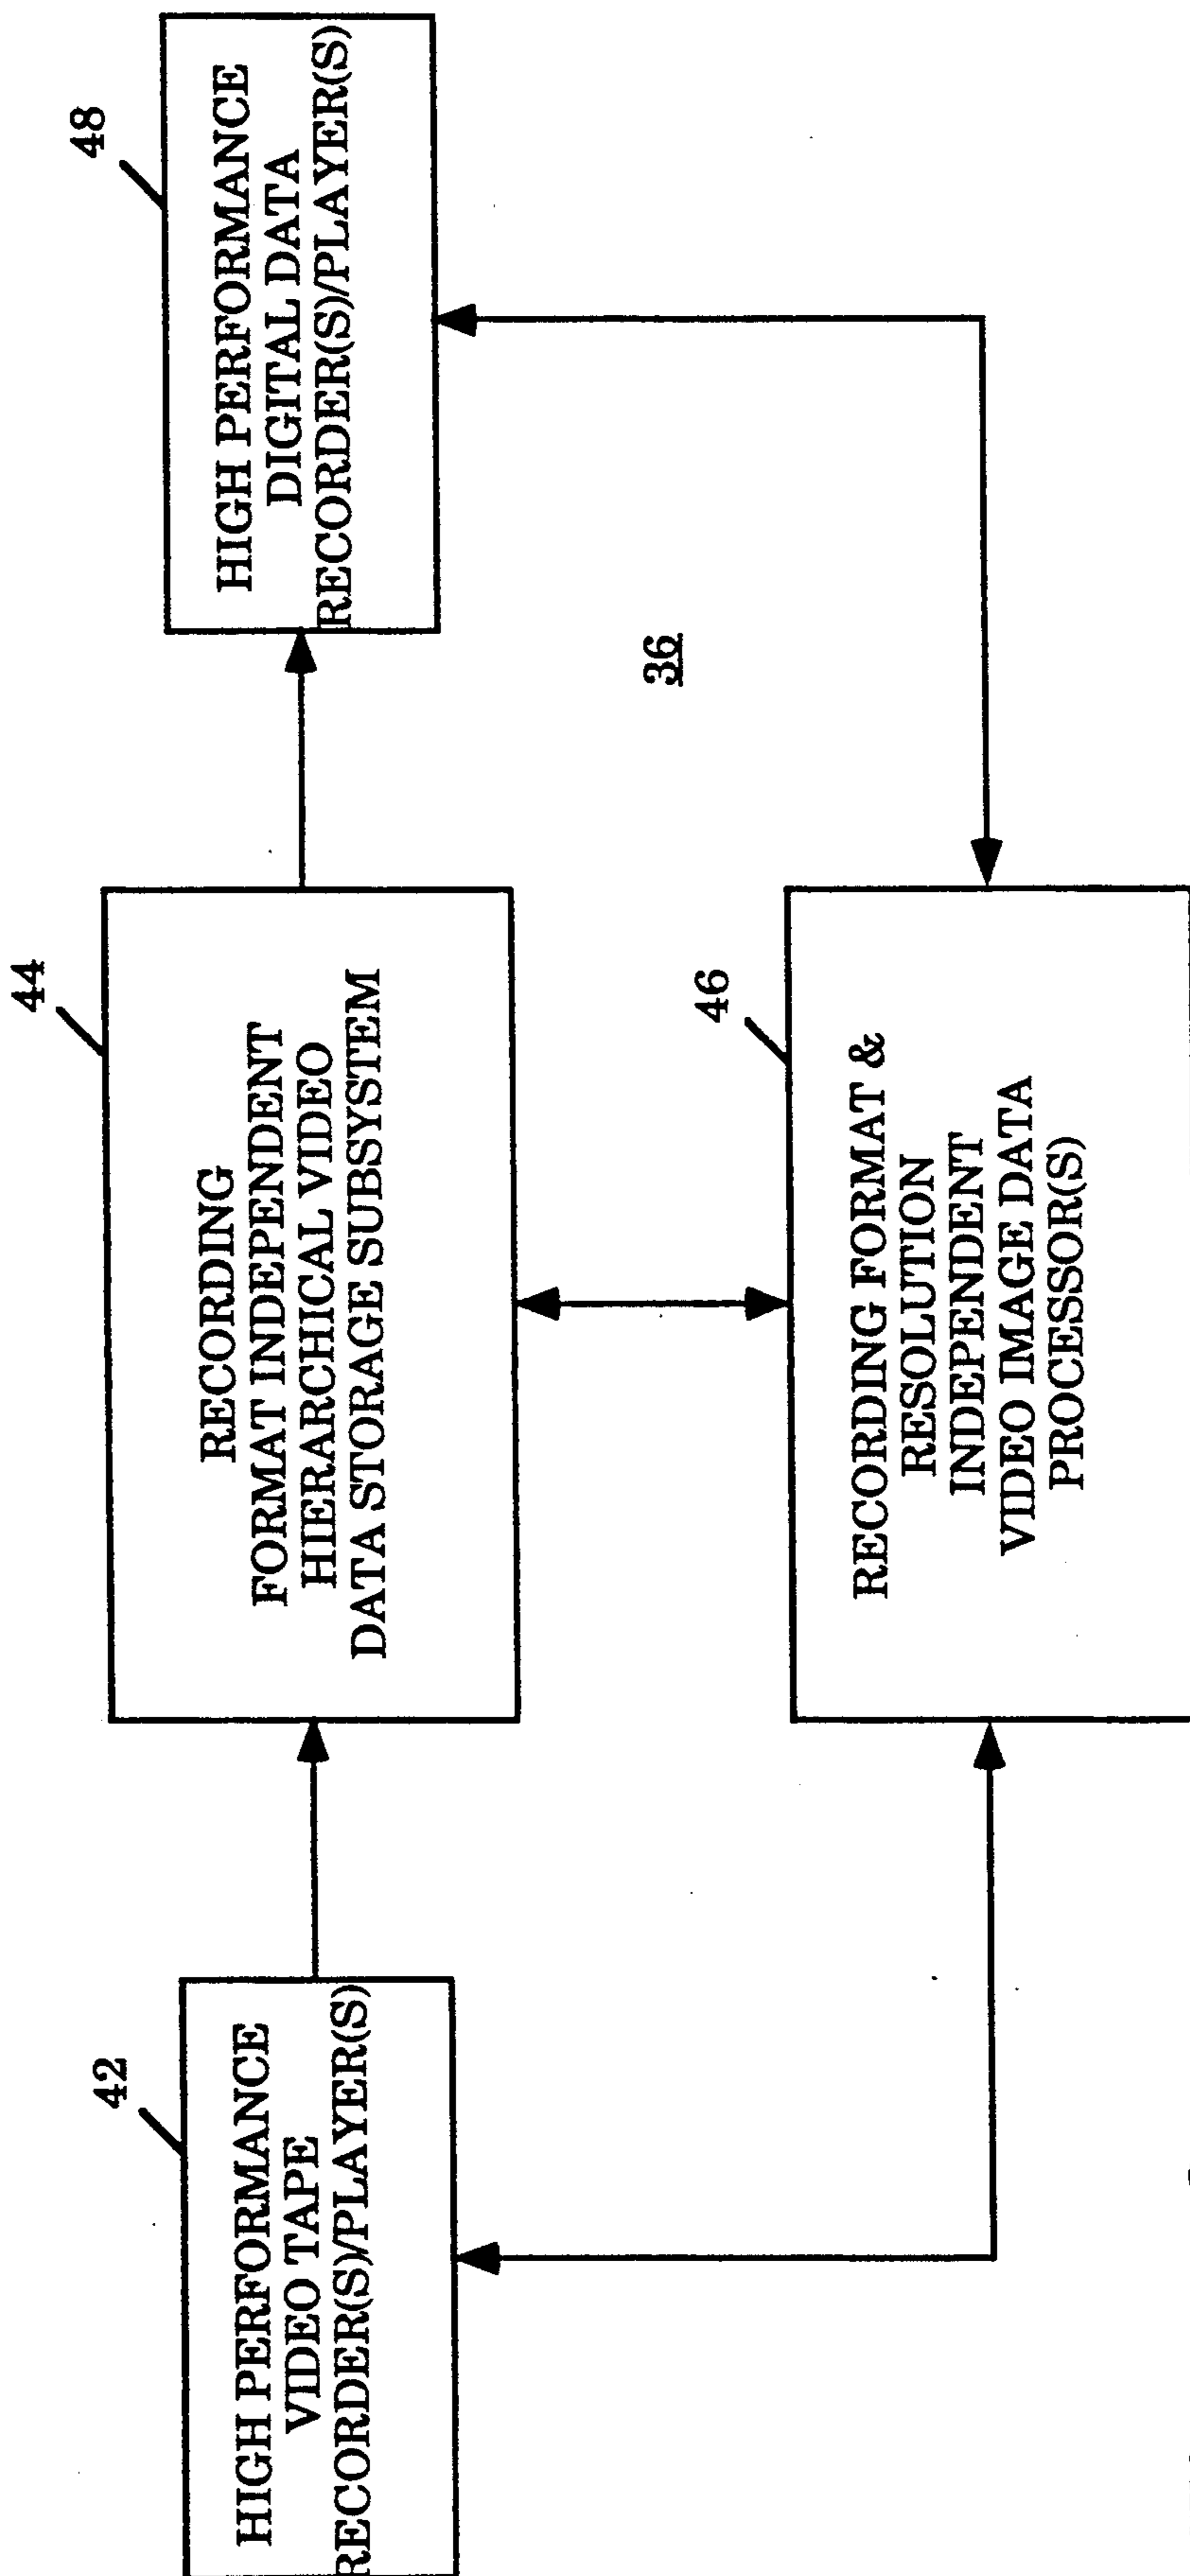 42
HIGH PERFORMANCE
VIDEO TAPE
RECORDER(S)/PLAYER(S)
44
RECORDING
FORMAT INDEPENDENT
HIERARCHICAL VIDEO
DATA STORAGE SUBSYSTEM
48
HIGH PERFORMANCE
DIGITAL DATA
RECORDER(S)/PLAYER(S)
36
46
RECORDING FORMAT &
RESOLUTION
INDEPENDENT
VIDEO IMAGE DATA
PROCESSOR(S)